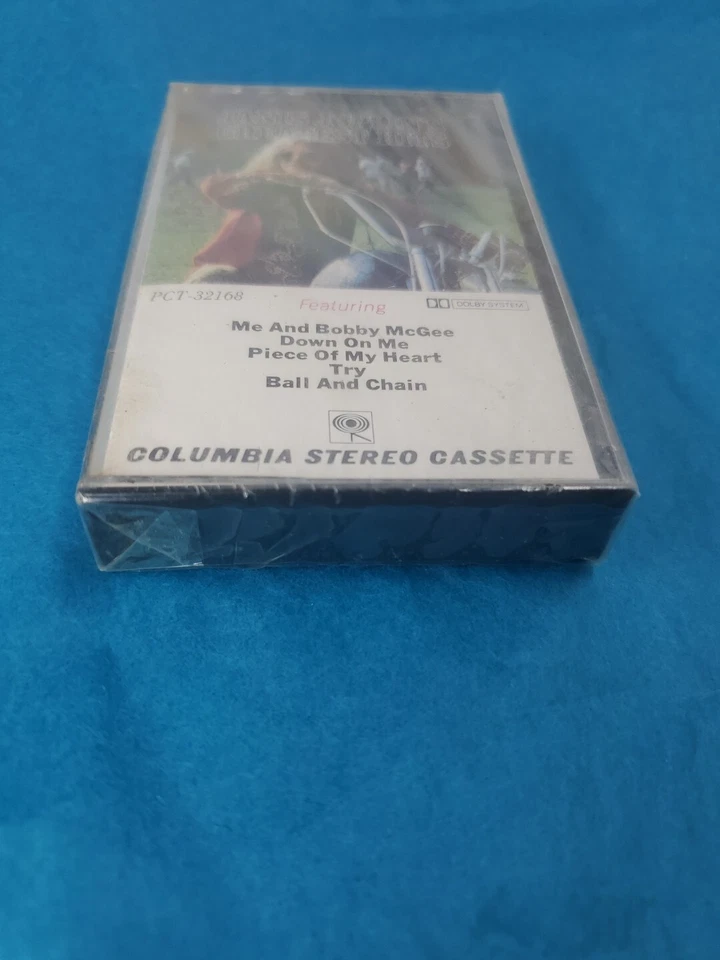 PCT-32168
Featuring
DOLBY SYSTEM
Me And Bobby McGee
Down On Me
Piece Of My Heart
Try
Ball And Chain
COLUMBIA STEREO CASSETTE